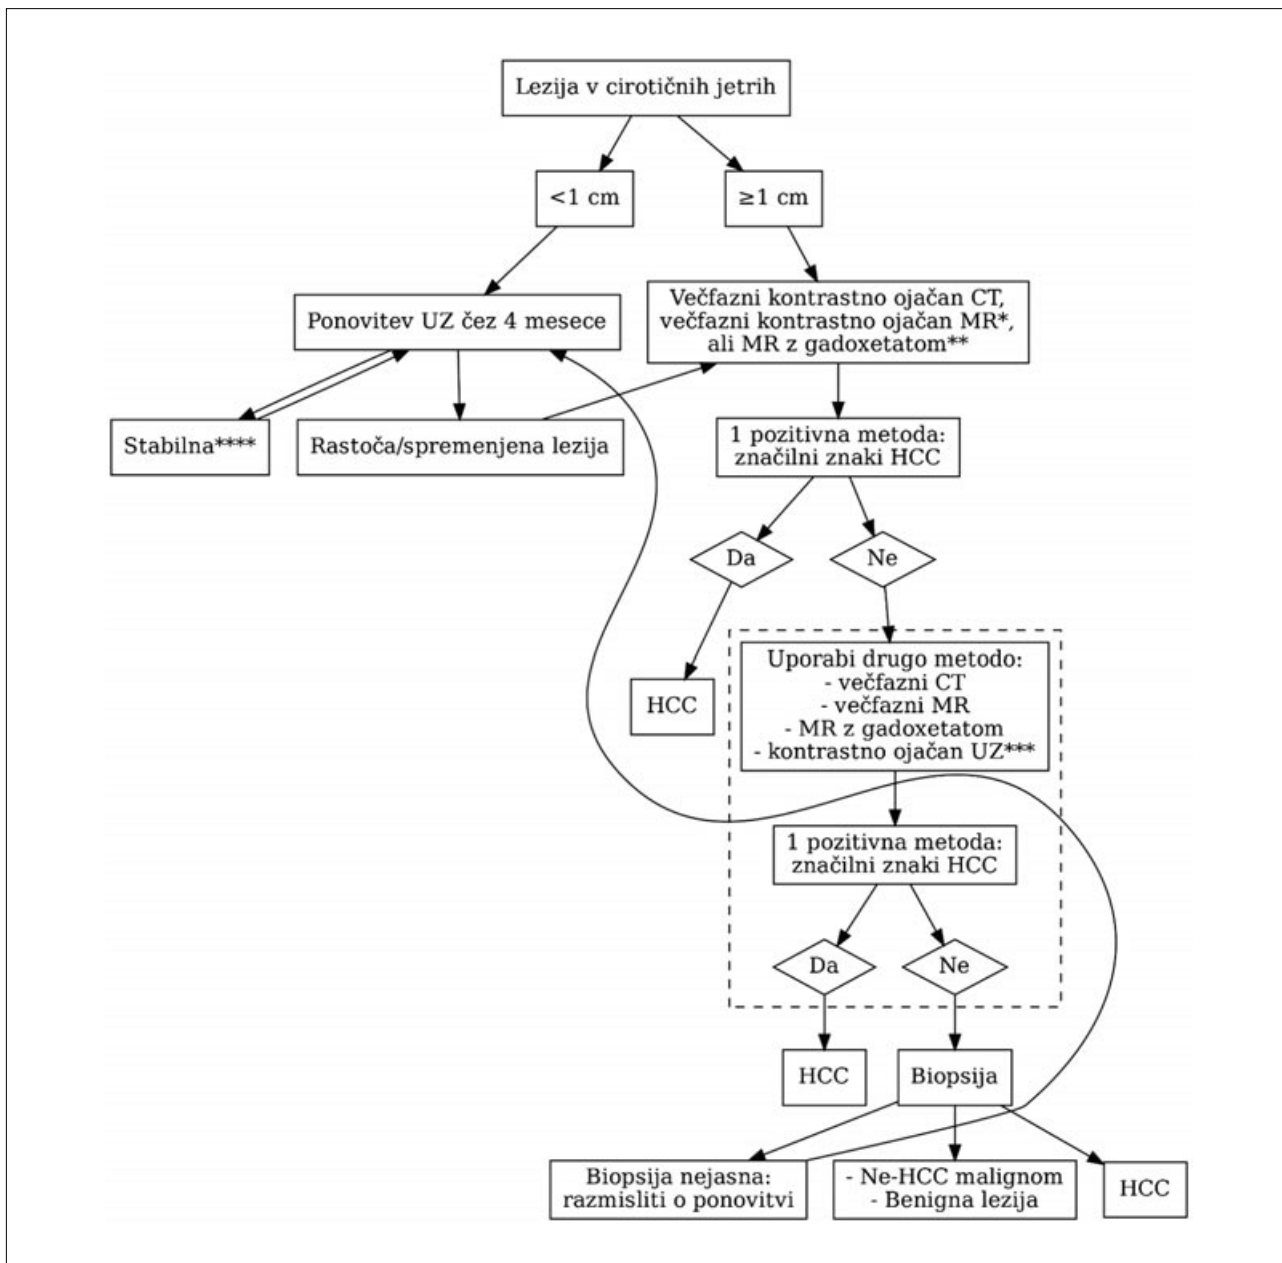 Lezija v cirotičnih jetrih
<1 cm
≥1 cm
Ponovitev UZ čez 4 mesece
Večfazni kontrastno ojačan CT,
večfazni kontrastno ojačan MR*,
ali MR z gadoxetatom**
Stabilna****
Rastoča/spremenjena lezija
1 pozitivna metoda:
značilni znaki HCC
Da
Ne
HCC
Uporabi drugo metodo:
- večfazni CT
- večfazni MR
- MR z gadoxetatom
- kontrastno ojačan UZ***
1 pozitivna metoda:
značilni znaki HCC
Da
Ne
HCC
Biopsija
Biopsija nejasna:
razmisliti o ponovitvi
- Ne-HCC malignom
- Benigna lezija
HCC